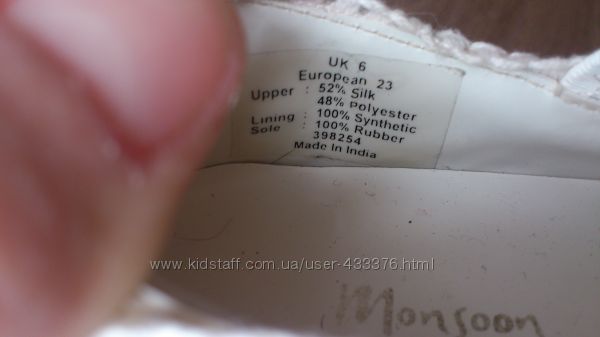 UK 6
European 23
Upper : 52% Silk
48% Polyester
Lining : 100% Synthetic
Sole : 100% Rubber
398254
Made In India
www.kidstaff.com.ua/user-433376.html
Monsoon